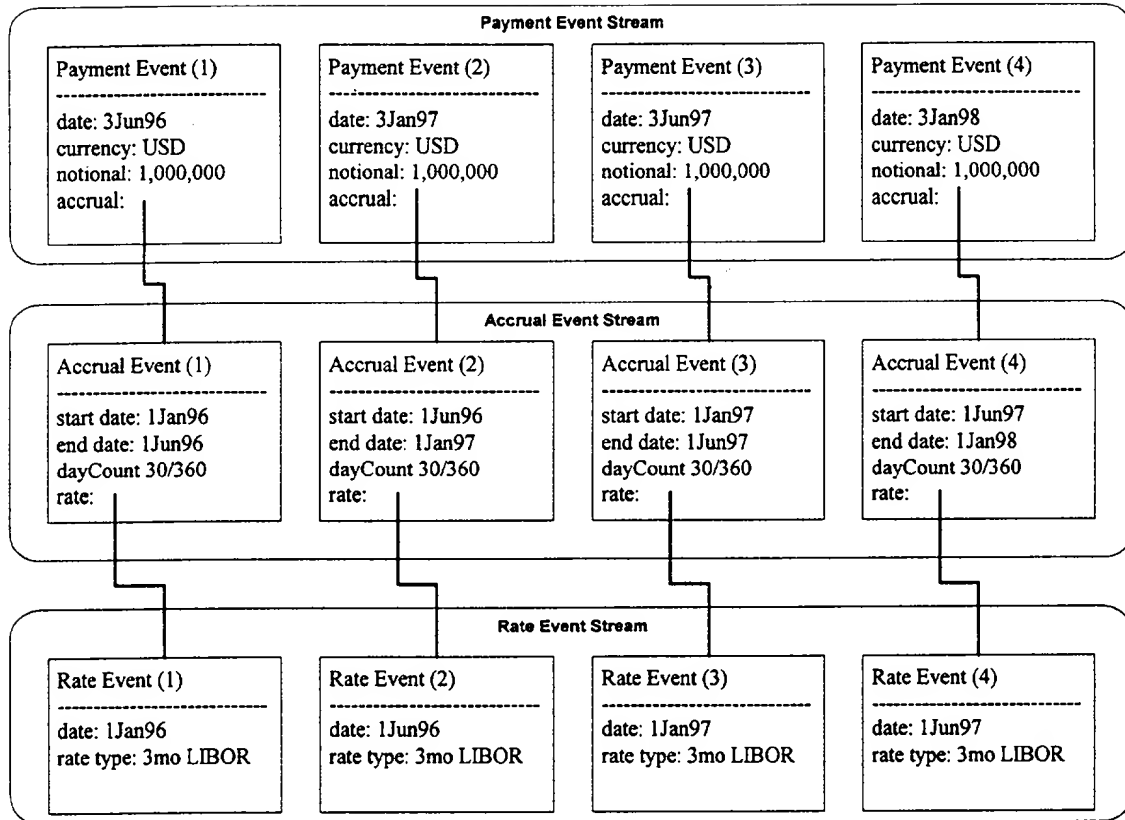 Payment Event Stream
Payment Event (1)
date: 3Jun96
currency: USD
notional: 1,000,000
accrual:
Payment Event (2)
date: 3Jan97
currency: USD
notional: 1,000,000
accrual:
Payment Event (3)
date: 3Jun97
currency: USD
notional: 1,000,000
accrual:
Payment Event (4)
date: 3Jan98
currency: USD
notional: 1,000,000
accrual:
Accrual Event Stream
Accrual Event (1)
start date: 1Jan96
end date: 1Jun96
dayCount 30/360
rate:
Accrual Event (2)
start date: 1Jun96
end date: 1Jan97
dayCount 30/360
rate:
Accrual Event (3)
start date: 1Jan97
end date: 1Jun97
dayCount 30/360
rate:
Accrual Event (4)
start date: 1Jun97
end date: 1Jan98
dayCount 30/360
rate:
Rate Event Stream
Rate Event (1)
date: 1Jan96
rate type: 3mo LIBOR
Rate Event (2)
date: 1Jun96
rate type: 3mo LIBOR
Rate Event (3)
date: 1Jan97
rate type: 3mo LIBOR
Rate Event (4)
date: 1Jun97
rate type: 3mo LIBOR